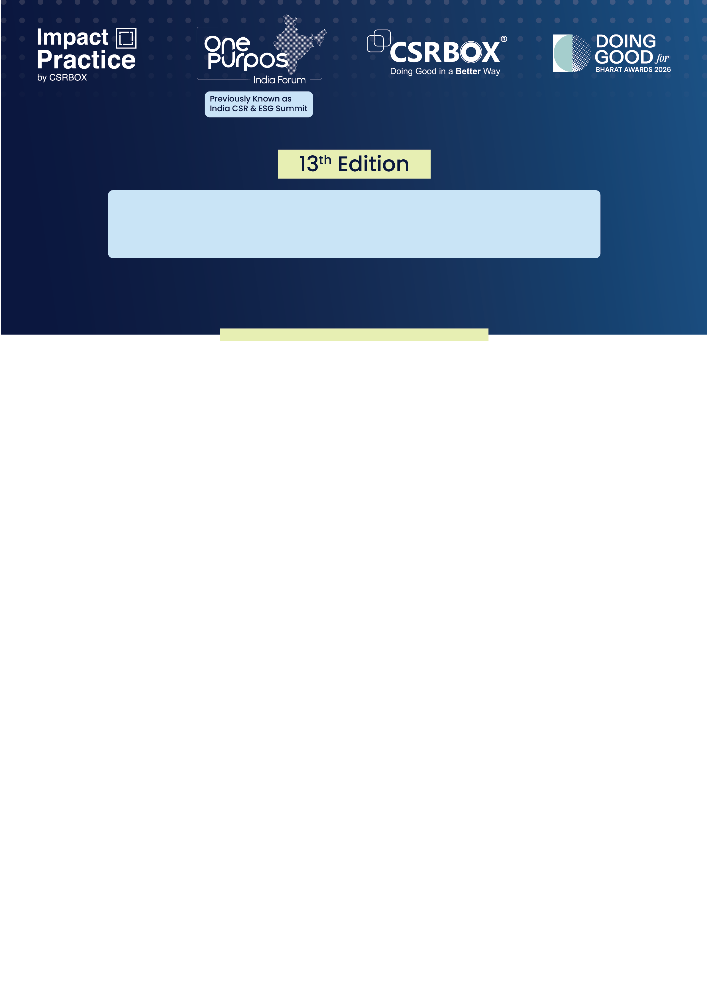 Impact
Practice
by CSRBOX
One
Purpos
India Forum
Previously Known as
India CSR & ESG Summit
CSRBOX®
Doing Good in a Better Way
DOING
GOOD for
BHARAT AWARDS 2026
13th Edition